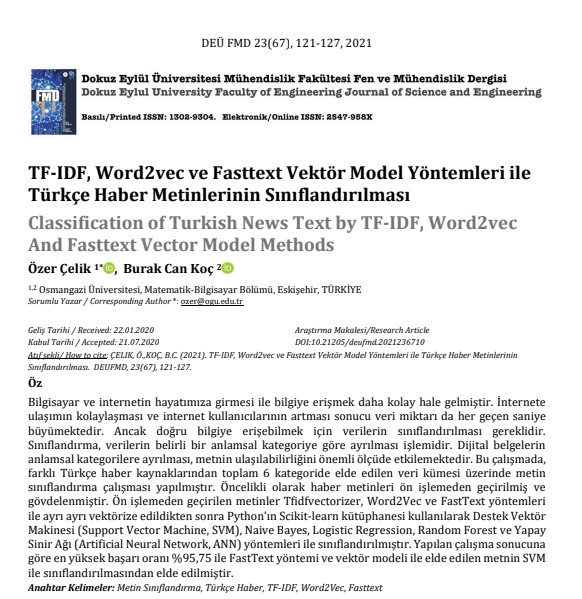 DEÜ FMD 23(67), 121-127, 2021
Dokuz Eylül Üniversitesi Mühendislik Fakültesi Fen ve Mühendislik Dergisi
Dokuz Eylul University Faculty of Engineering Journal of Science and Engineering
Basılı/Printed ISSN: 1302-9304. Elektronik/Online ISSN: 2547-958X
FMD
TF-IDF, Word2vec ve Fasttext Vektör Model Yöntemleri ile
Türkçe Haber Metinlerinin Sınıflandırılması
Classification of Turkish News Text by TF-IDF, Word2vec
And Fasttext Vector Model Methods
Özer Çelik 1*, Burak Can Koç 2
1,2 Osmangazi Üniversitesi, Matematik-Bilgisayar Bölümü, Eskişehir, TÜRKİYE
Sorumlu Yazar / Corresponding Author *: ozer@ogu.edu.tr
Geliş Tarihi / Received: 22.01.2020 Araştırma Makalesi/Research Article
Kabul Tarihi / Accepted: 21.07.2020 DOI:10.21205/deufmd.2021236710
Atıf şekli/ How to cite: ÇELIK, Ö.,KOÇ, B.C. (2021). TF-IDF, Word2vec ve Fasttext Vektör Model Yöntemleri ile Türkçe Haber Metinlerinin
Sınıflandırılması. DEUFMD, 23(67), 121-127.
Öz
Bilgisayar ve internetin hayatımıza girmesi ile bilgiye erişmek daha kolay hale gelmiştir. İnternete
ulaşımın kolaylaşması ve internet kullanıcılarının artması sonucu veri miktarı da her geçen saniye
büyümektedir. Ancak doğru bilgiye erişebilmek için verilerin sınıflandırılması gereklidir.
Sınıflandırma, verilerin belirli bir anlamsal kategoriye göre ayrılması işlemidir. Dijital belgelerin
anlamsal kategorilere ayrılması, metnin ulaşılabilirliğini önemli ölçüde etkilemektedir. Bu çalışmada,
farklı Türkçe haber kaynaklarından toplam 6 kategoride elde edilen veri kümesi üzerinde metin
sınıflandırma çalışması yapılmıştır. Öncelikli olarak haber metinleri ön işlemeden geçirilmiş ve
gövdelenmiştir. Ön işlemeden geçirilen metinler Tfidfvectorizer, Word2Vec ve FastText yöntemleri
ile ayrı ayrı vektörize edildikten sonra Python'ın Scikit-learn kütüphanesi kullanılarak Destek Vektör
Makinesi (Support Vector Machine, SVM), Naive Bayes, Logistic Regression, Random Forest ve Yapay
Sinir Ağı (Artificial Neural Network, ANN) yöntemleri ile sınıflandırılmıştır. Yapılan çalışma sonucuna
göre en yüksek başarı oranı %95,75 ile FastText yöntemi ve vektör modeli ile elde edilen metnin SVM
ile sınıflandırılmasından elde edilmiştir.
Anahtar Kelimeler: Metin Sınıflandırma, Türkçe Haber, TF-IDF, Word2Vec, Fasttext